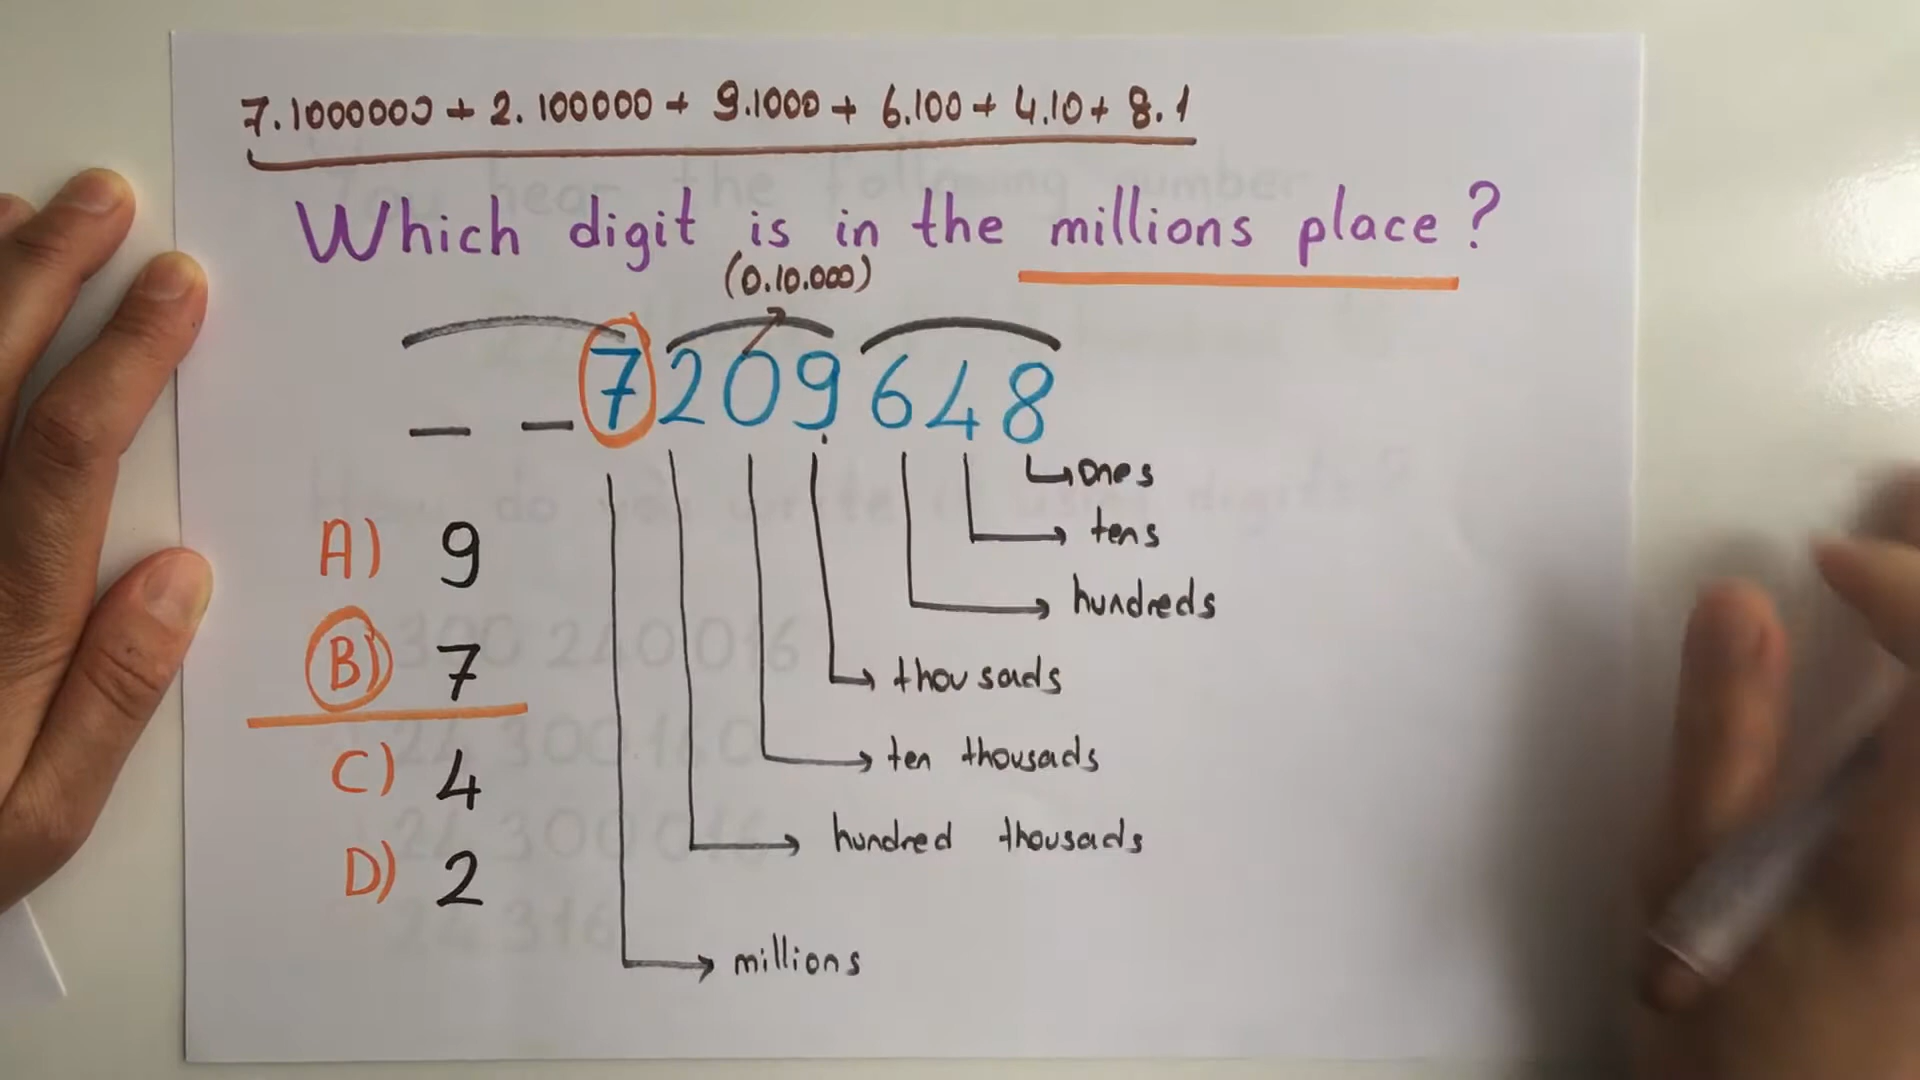 7.1000000 + 2.100000 + 9.1000 + 6.100 + 4.10 + 8.1
Which digit is in the millions place?
(0.10.000)
7209648
ones
tens
A) 9
hundreds
B) 7
thousads
ten thousads
C) 4
hundred thousads
D) 2
millions